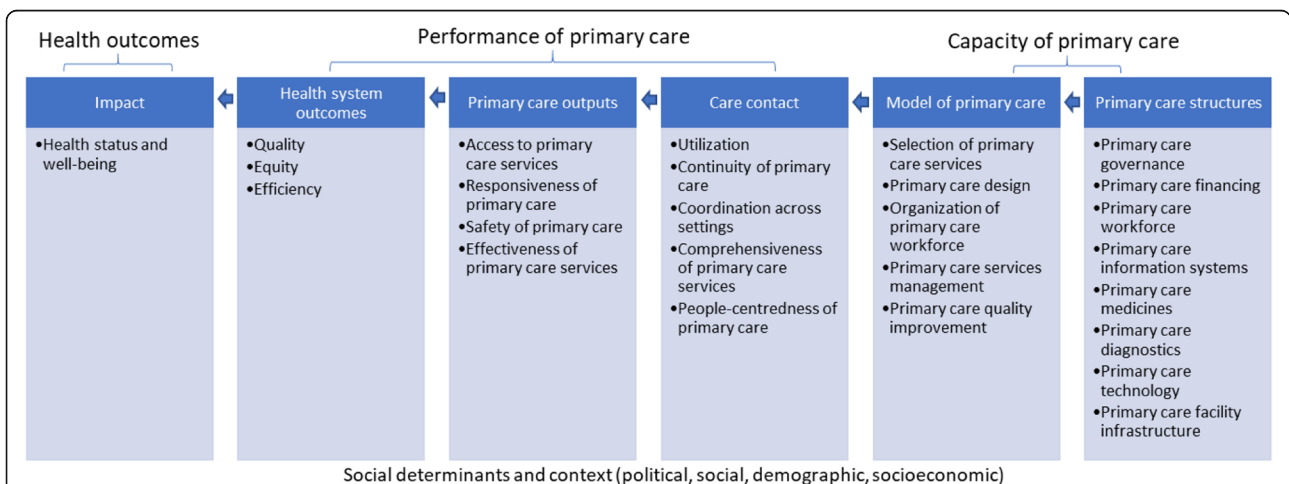 Health outcomes
Performance of primary care
Capacity of primary care
Impact
•Health status and
well-being
Health system
outcomes
•Quality
•Equity
•Efficiency
Primary care outputs
•Access to primary
care services
•Responsiveness of
primary care
•Safety of primary care
•Effectiveness of
primary care services
Care contact
•Utilization
•Continuity of primary
care
•Coordination across
settings
•Comprehensiveness
of primary care
services
•People-centredness of
primary care
Model of primary care
•Selection of primary
care services
•Primary care design
•Organization of
primary care
workforce
•Primary care services
management
•Primary care quality
improvement
Primary care structures
•Primary care
governance
•Primary care financing
•Primary care
workforce
•Primary care
information systems
•Primary care
medicines
•Primary care
diagnostics
•Primary care
technology
•Primary care facility
infrastructure
Social determinants and context (political, social, demographic, socioeconomic)